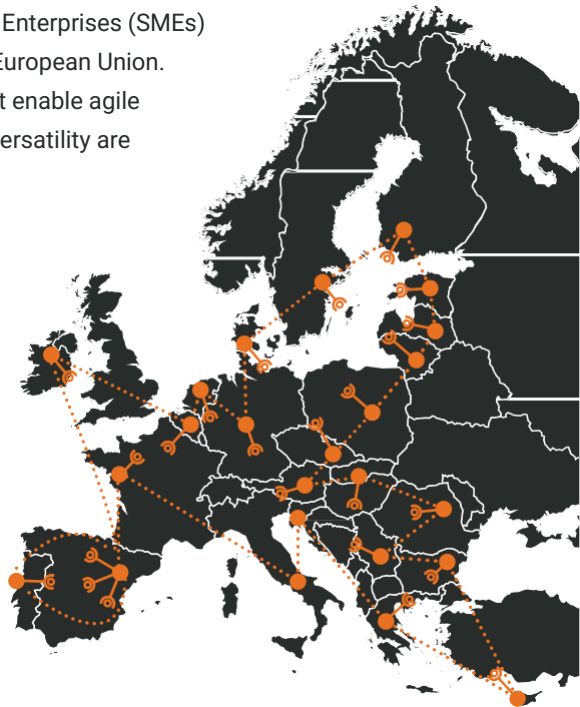 Enterprises (SMEs)
European Union.
t enable agile
ersatility are